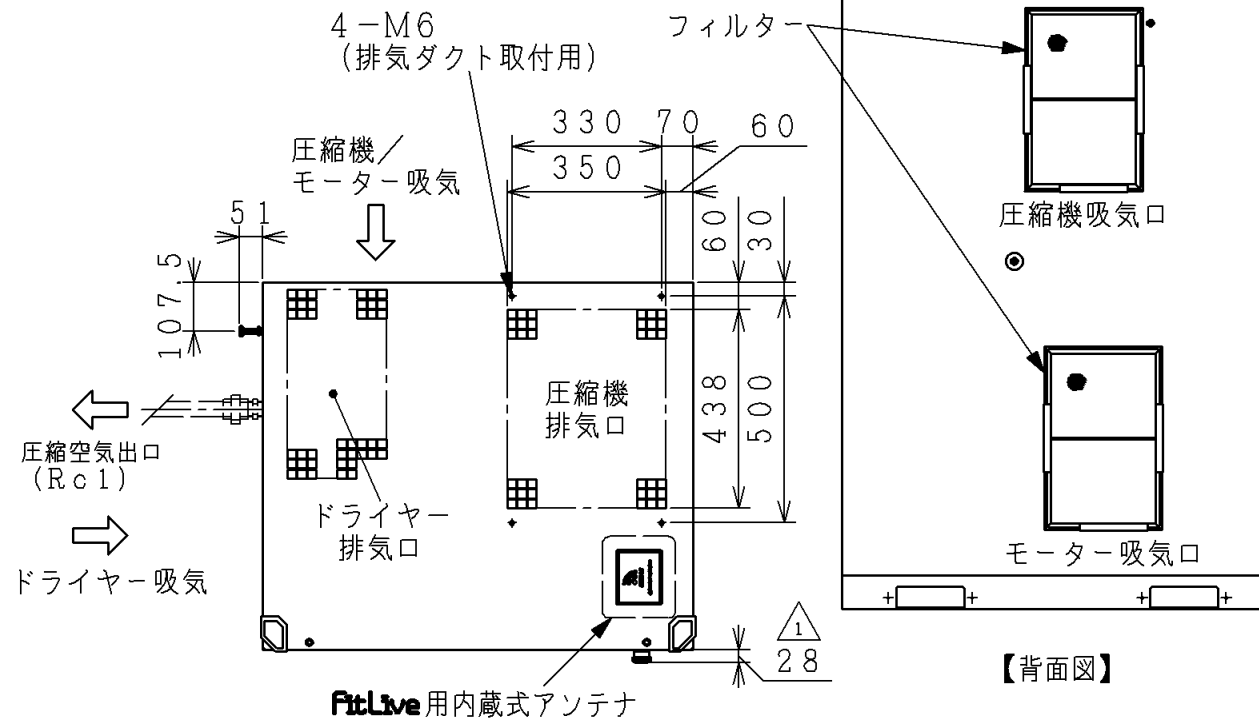 4-M6
(排気ダクト取付用)
フィルター
330
70
60
350
圧縮機/
モーター吸気
51
60
30
107.5
圧縮機吸気口
圧縮機
排気口
438
500
圧縮空気出口
(Rc1)
ドライヤー
排気口
ドライヤー吸気
モーター吸気口
1
28
【背面図】
FitLive用内蔵式アンテナ